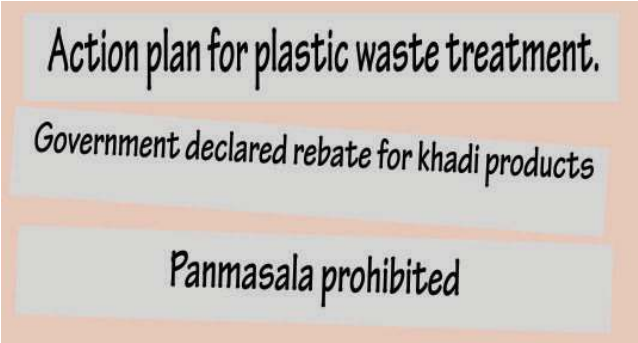 Action plan for plastic waste treatment.
Government declared rebate for khadi products
Panmasala prohibited